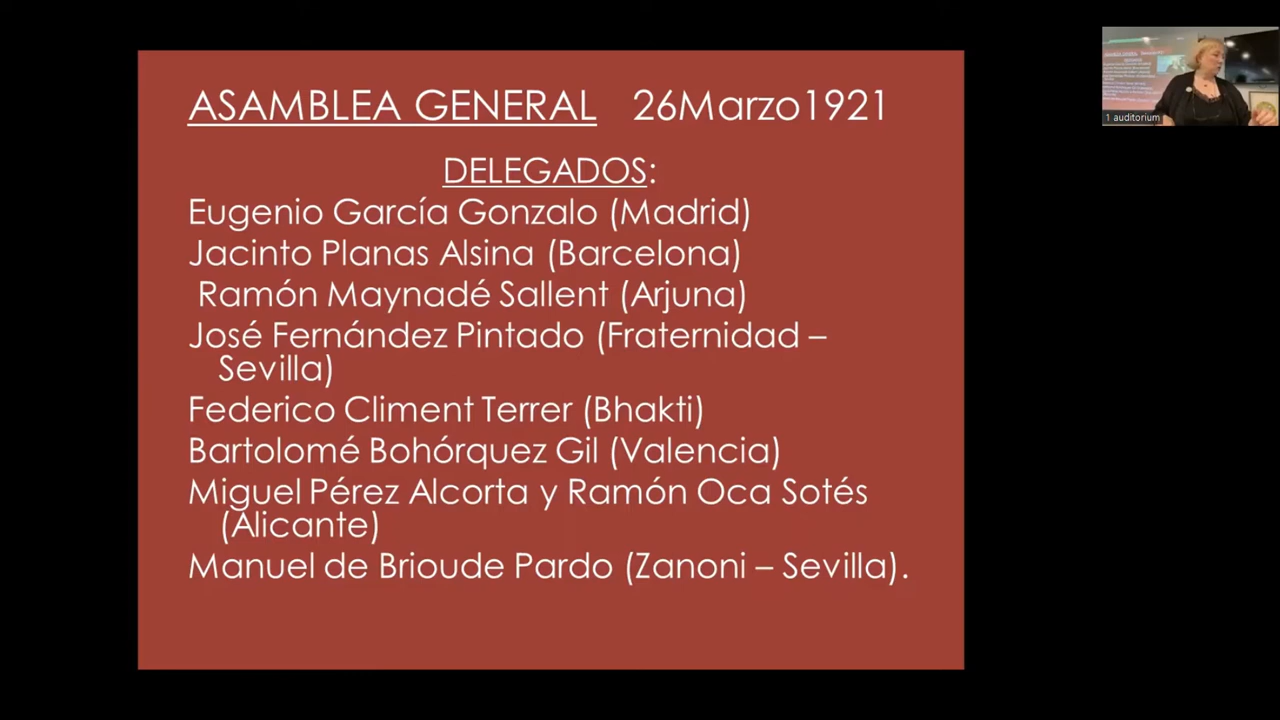 ASAMBLEA GENERAL 26Marzo1921
DELEGADOS:
Eugenio García Gonzalo (Madrid)
Jacinto Planas Alsina (Barcelona)
Ramón Maynadé Sallent (Arjuna)
José Fernández Pintado (Fraternidad –
Sevilla)
Federico Climent Terrer (Bhakti)
Bartolomé Bohórquez Gil (Valencia)
Miguel Pérez Alcorta y Ramón Oca Sotés
(Alicante)
Manuel de Brioude Pardo (Zanoni – Sevilla).
1 auditorium